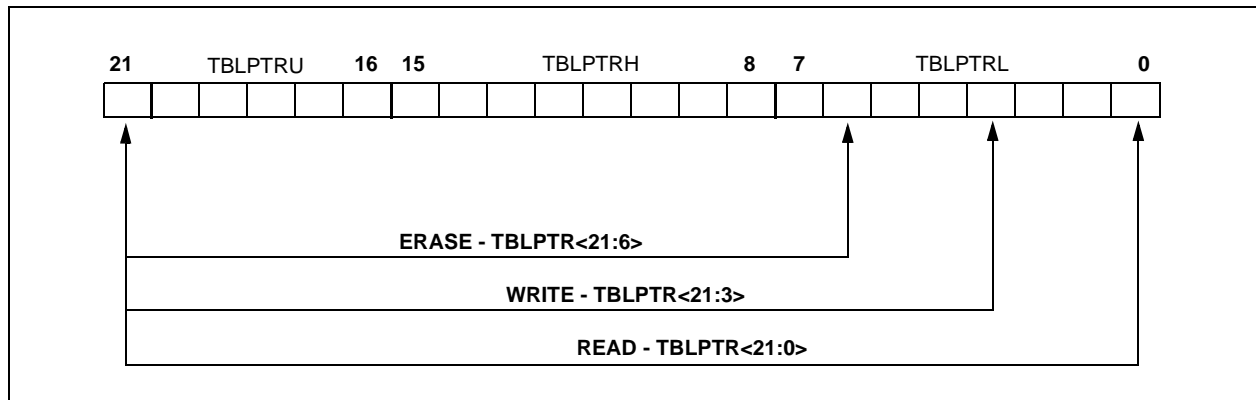 21 TBLPTRU 16 15 TBLPTRH 8 7 TBLPTRL 0
ERASE - TBLPTR<21:6>
WRITE - TBLPTR<21:3>
READ - TBLPTR<21:0>